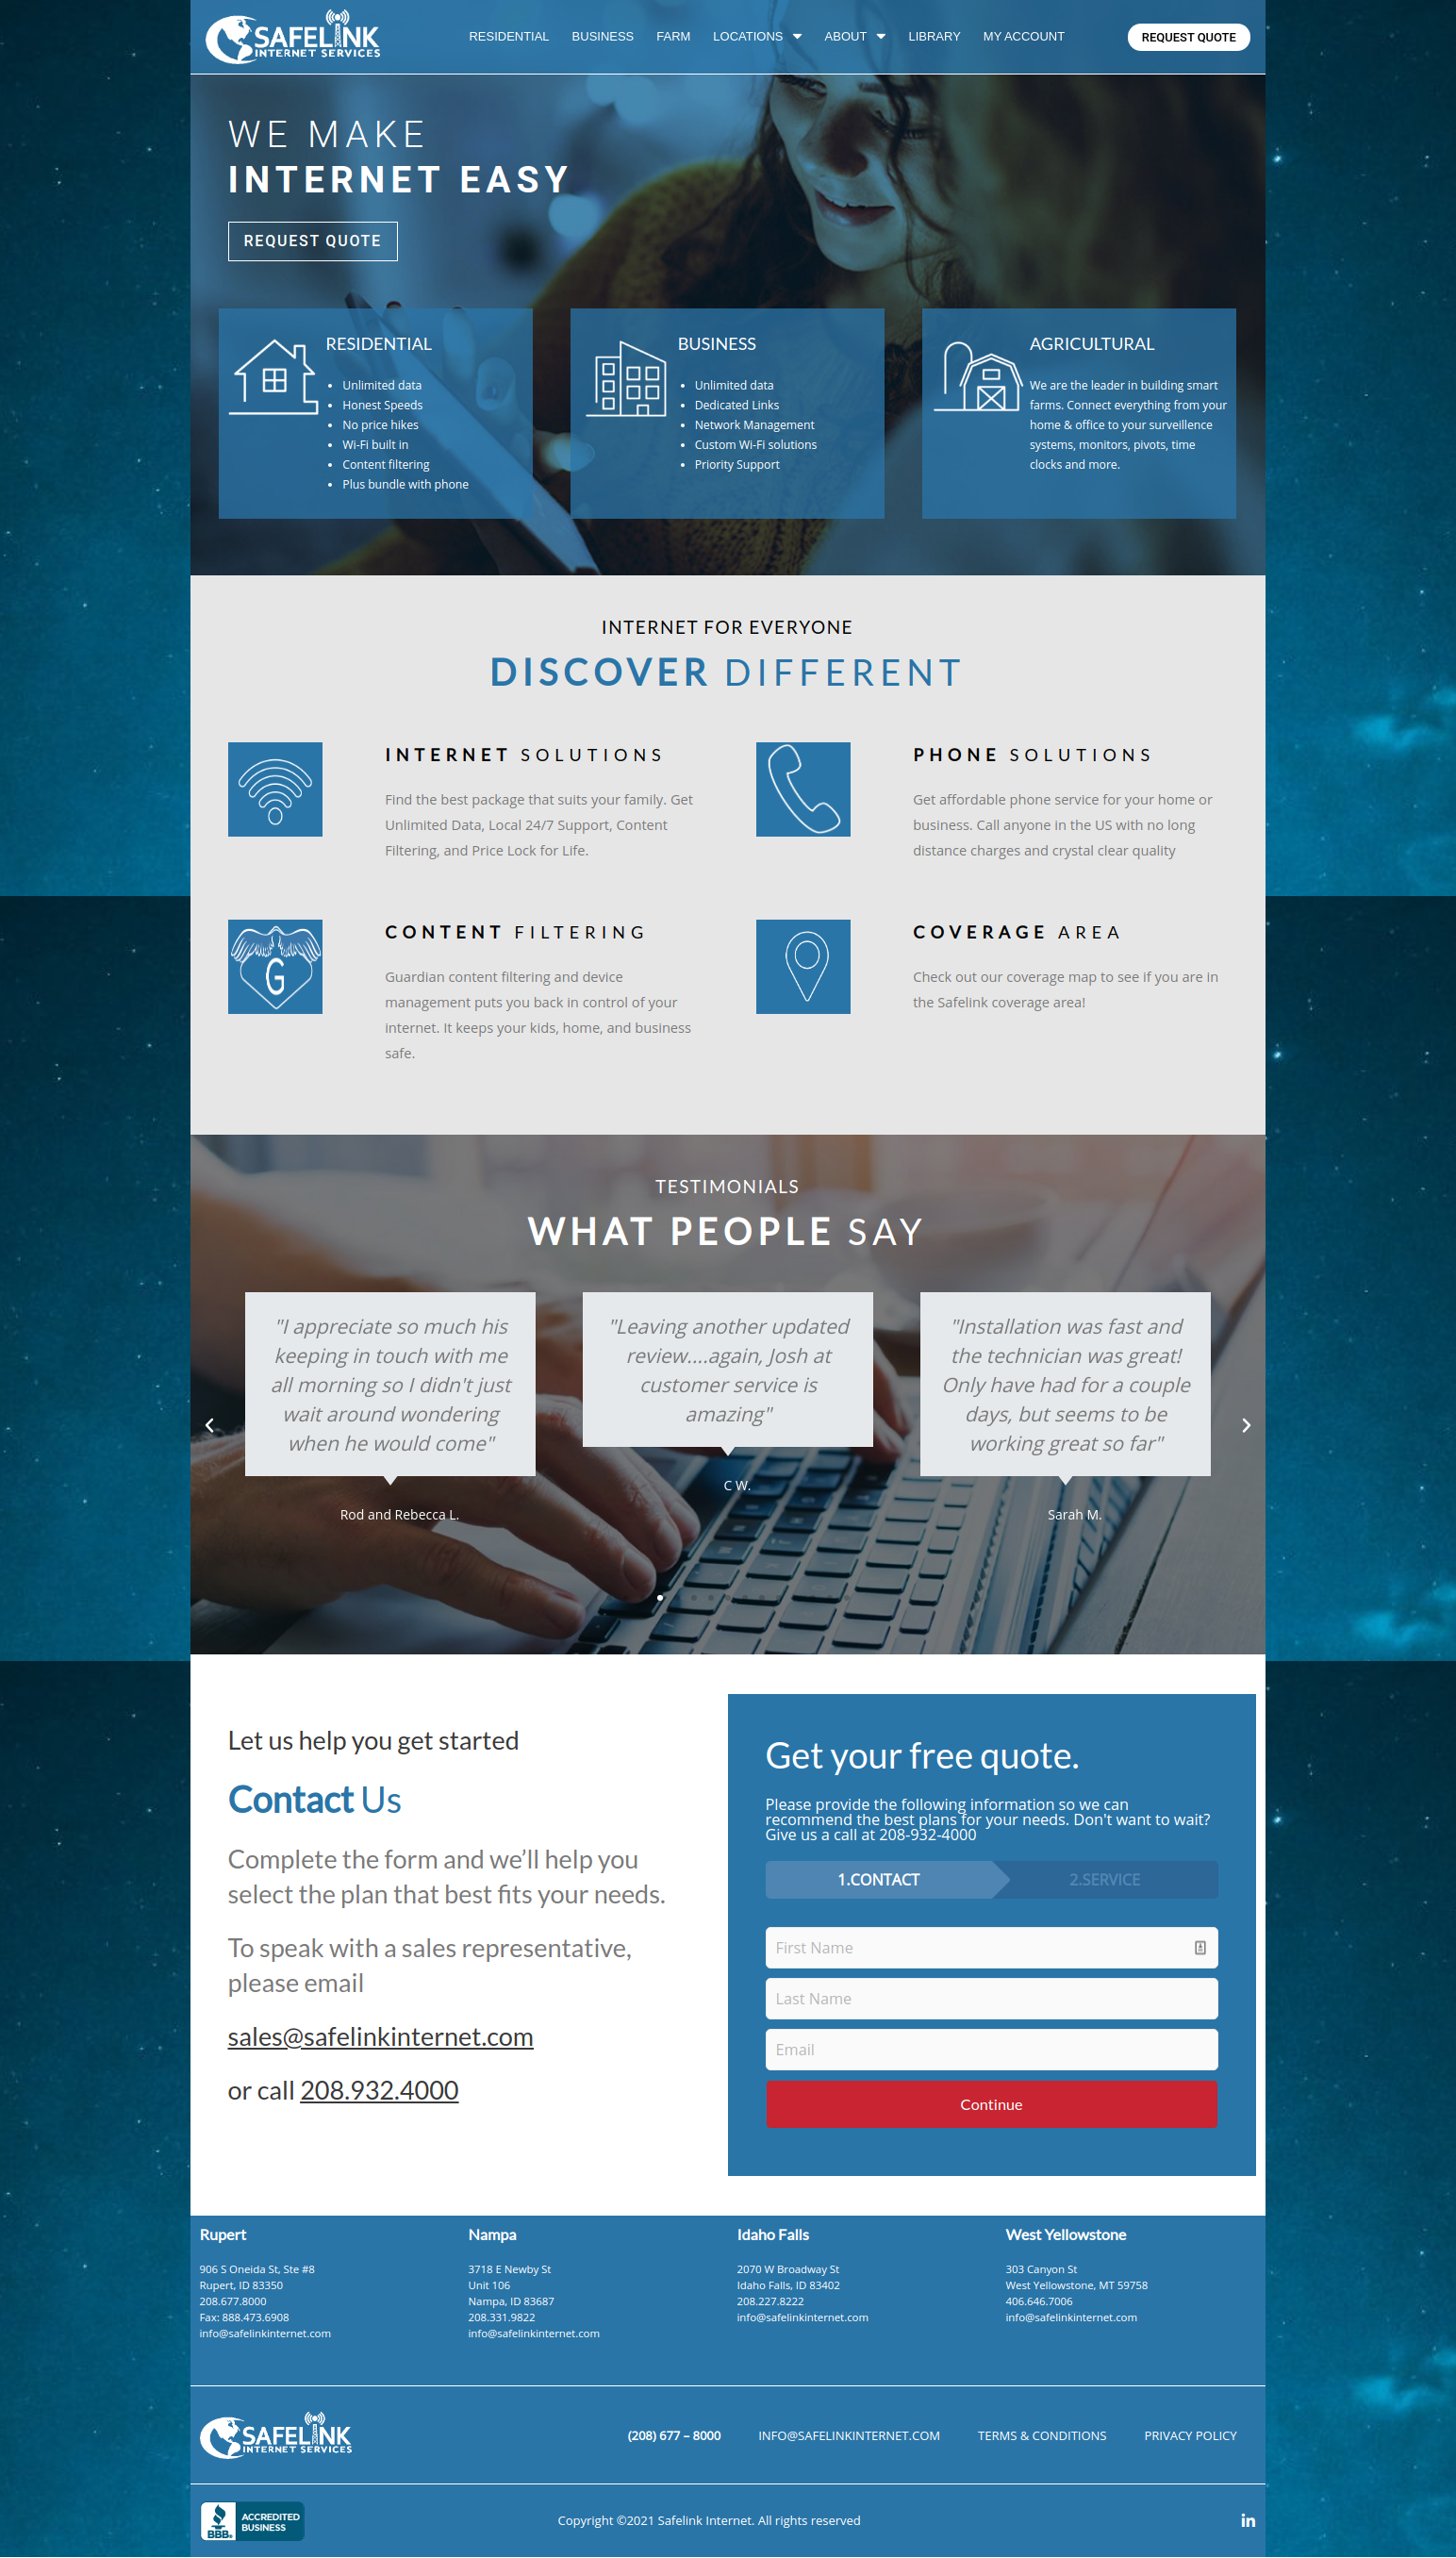 SAFELINK
INTERNET SERVICES
RESIDENTIAL
BUSINESS
FARM
LOCATIONS
ABOUT
LIBRARY
MY ACCOUNT
REQUEST QUOTE
WE MAKE
INTERNET EASY
REQUEST QUOTE
RESIDENTIAL
Unlimited data
Honest Speeds
No price hikes
Wi-Fi built in
Content filtering
Plus bundle with phone
BUSINESS
Unlimited data
Dedicated Links
Network Management
Custom Wi-Fi solutions
Priority Support
AGRICULTURAL
We are the leader in building smart
farms. Connect everything from your
home & office to your surveillence
systems, monitors, pivots, time
clocks and more.
INTERNET FOR EVERYONE
DISCOVER DIFFERENT
INTERNET SOLUTIONS
Find the best package that suits your family. Get
Unlimited Data, Local 24/7 Support, Content
Filtering, and Price Lock for Life.
PHONE SOLUTIONS
Get affordable phone service for your home or
business. Call anyone in the US with no long
distance charges and crystal clear quality
G
CONTENT FILTERING
Guardian content filtering and device
management puts you back in control of your
internet. It keeps your kids, home, and business
safe.
COVERAGE AREA
Check out our coverage map to see if you are in
the Safelink coverage area!
TESTIMONIALS
WHAT PEOPLE SAY
"I appreciate so much his
keeping in touch with me
all morning so I didn't just
wait around wondering
when he would come"
Rod and Rebecca L.
"Leaving another updated
review....again, Josh at
customer service is
amazing"
C W.
"Installation was fast and
the technician was great!
Only have had for a couple
days, but seems to be
working great so far"
Sarah M.
Let us help you get started
Contact Us
Complete the form and we’ll help you
select the plan that best fits your needs.
To speak with a sales representative,
please email
sales@safelinkinternet.com
or call 208.932.4000
Get your free quote.
Please provide the following information so we can
recommend the best plans for your needs. Don't want to wait?
Give us a call at 208-932-4000
1.CONTACT
2.SERVICE
First Name
Last Name
Email
Continue
Rupert
906 S Oneida St, Ste #8
Rupert, ID 83350
208.677.8000
Fax: 888.473.6908
info@safelinkinternet.com
Nampa
3718 E Newby St
Unit 106
Nampa, ID 83687
208.331.9822
info@safelinkinternet.com
Idaho Falls
2070 W Broadway St
Idaho Falls, ID 83402
208.227.8222
info@safelinkinternet.com
West Yellowstone
303 Canyon St
West Yellowstone, MT 59758
406.646.7006
info@safelinkinternet.com
SAFELINK
INTERNET SERVICES
(208) 677 – 8000
INFO@SAFELINKINTERNET.COM
TERMS & CONDITIONS
PRIVACY POLICY
BBB
ACCREDITED
BUSINESS
Copyright ©2021 Safelink Internet. All rights reserved
in